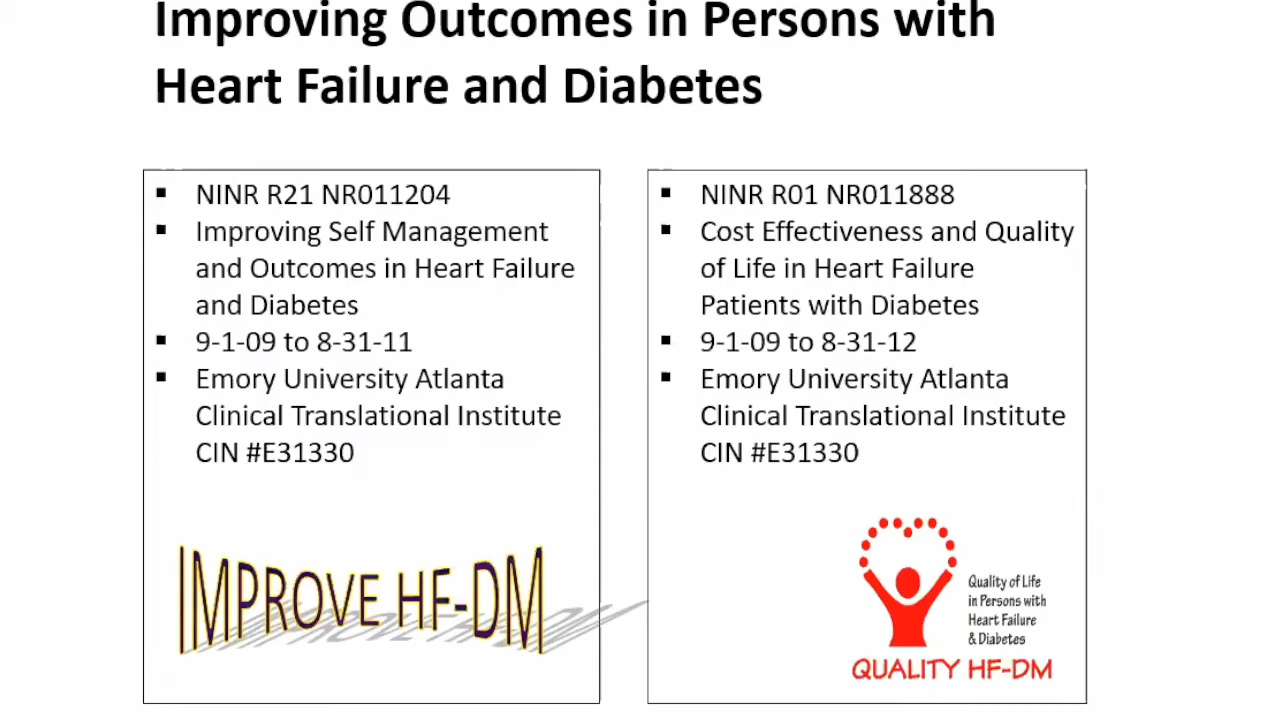 Improving Outcomes in Persons with
Heart Failure and Diabetes
▪ NINR R21 NR011204
▪ Improving Self Management
and Outcomes in Heart Failure
and Diabetes
▪ 9-1-09 to 8-31-11
▪ Emory University Atlanta
Clinical Translational Institute
CIN #E31330
IMPROVE HF-DM
▪ NINR R01 NR011888
▪ Cost Effectiveness and Quality
of Life in Heart Failure
Patients with Diabetes
▪ 9-1-09 to 8-31-12
▪ Emory University Atlanta
Clinical Translational Institute
CIN #E31330
Quality of Life
in Persons with
Heart Failure
& Diabetes
QUALITY HF-DM